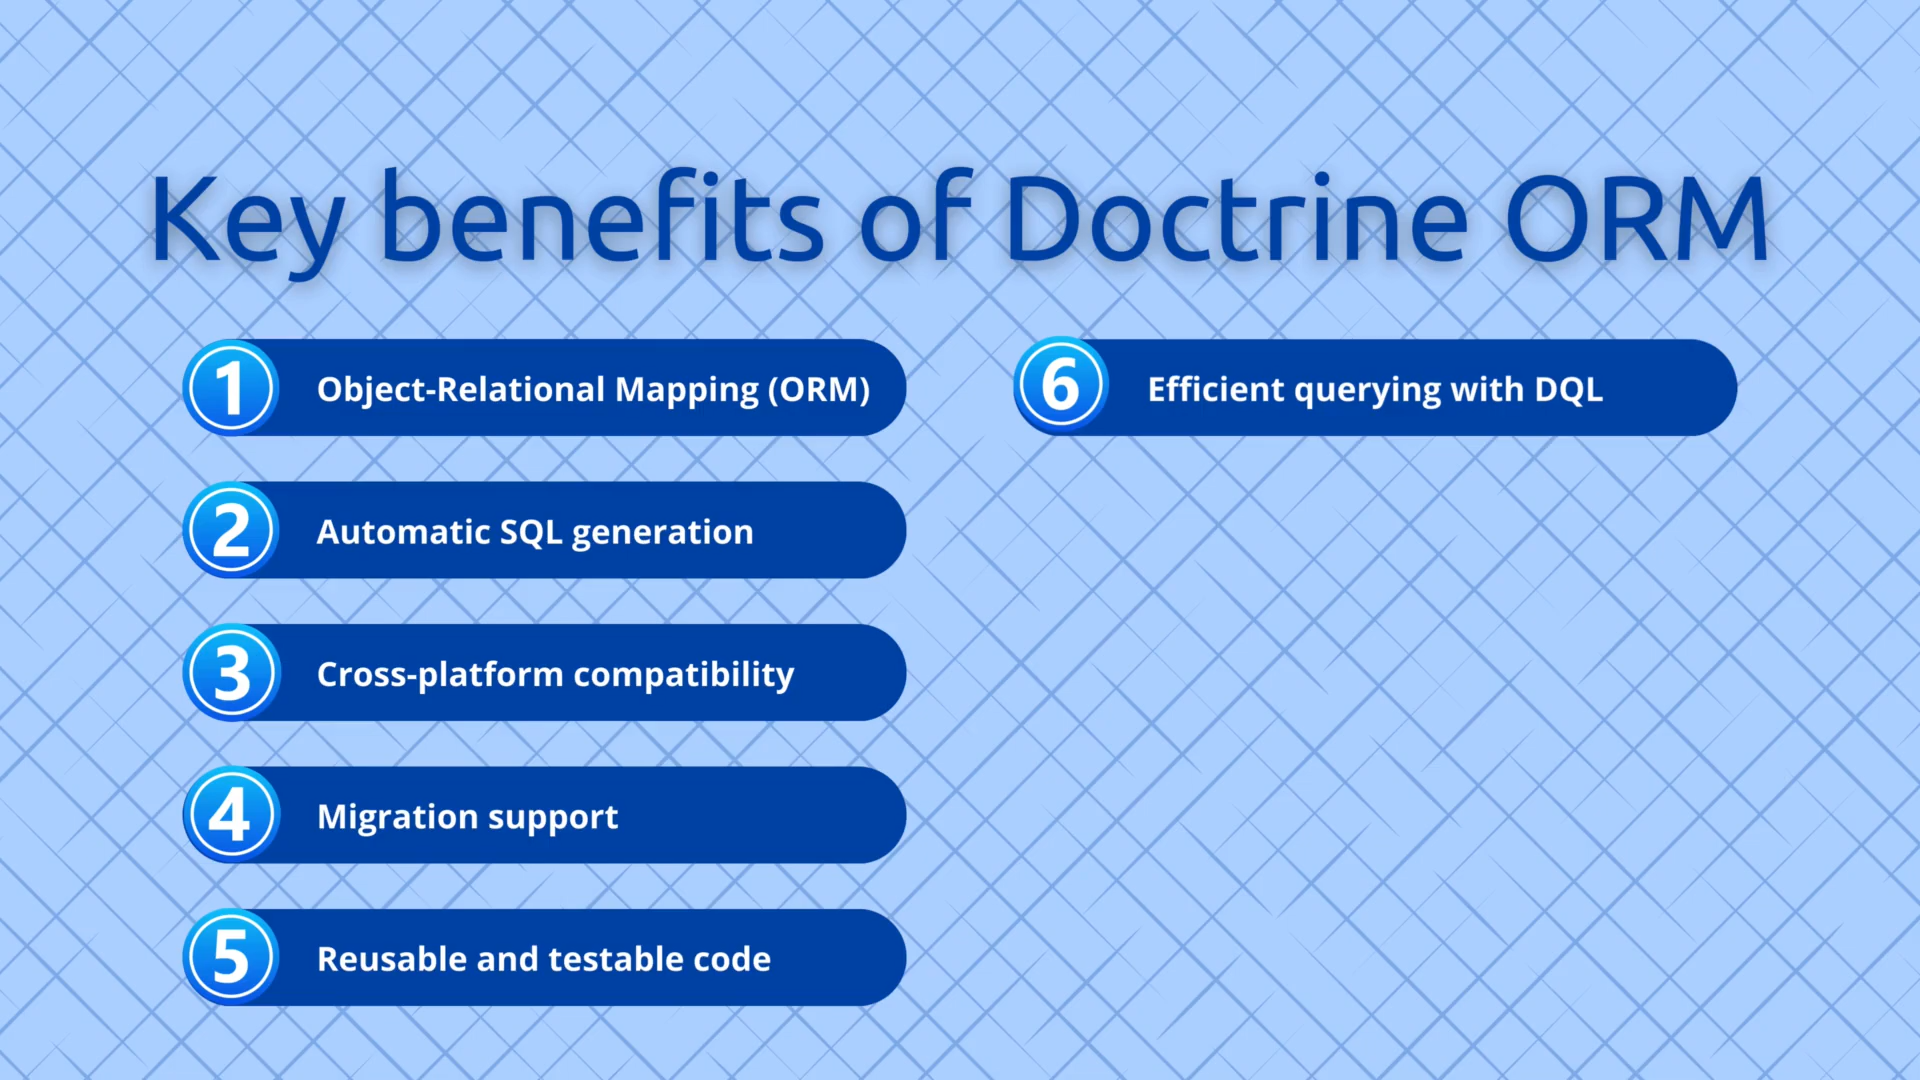 Key benefits of Doctrine ORM
1 Object-Relational Mapping (ORM)
2 Automatic SQL generation
3 Cross-platform compatibility
4 Migration support
5 Reusable and testable code
6 Efficient querying with DQL